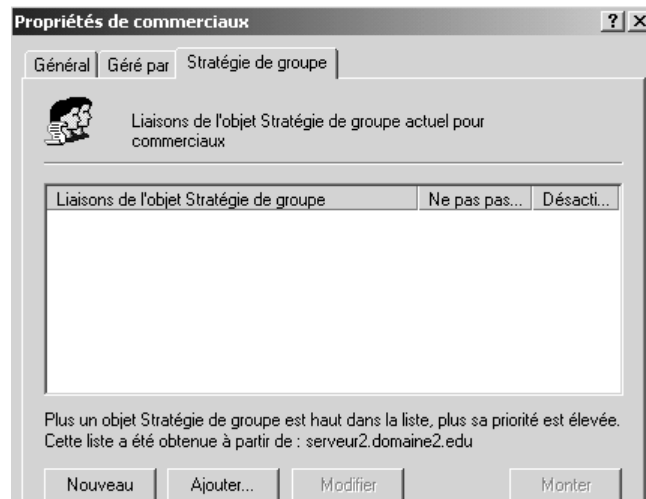 Propriétés de commerciaux
Général Géré par Stratégie de groupe
Liaisons de l'objet Stratégie de groupe actuel pour
commerciaux
Liaisons de l'objet Stratégie de groupe Ne pas pas... Désacti...
Plus un objet Stratégie de groupe est haut dans la liste, plus sa priorité est élevée.
Cette liste a été obtenue à partir de : serveur2.domaine2.edu
Nouveau Ajouter... Modifier Monter